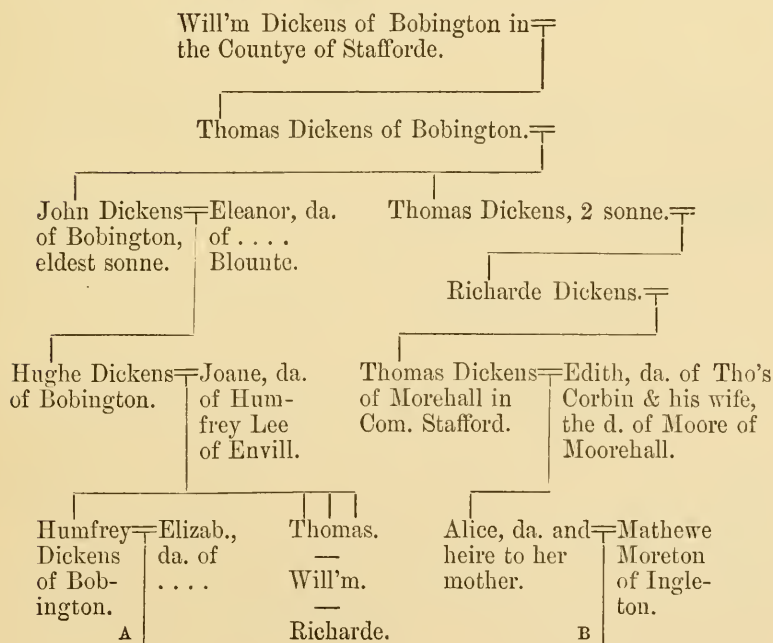 Will'm Dickens of Bobington in
the Countye of Stafforde.
Thomas Dickens of Bobington.
John Dickens
of Bobington,
eldest sonne.
Eleanor, da.
of . . . .
Blounte.
Thomas Dickens, 2 sonne.
Richarde Dickens.
Hughe Dickens
of Bobington.
Joane, da.
of Hum-
frey Lee
of Envill.
Thomas Dickens
of Morehall in
Com. Stafford.
Edith, da. of Tho's
Corbin & his wife,
the d. of Moore of
Moorehall.
Humfrey
Dickens
of Bob-
ington.
A
Elizab.,
da. of
. . . .
Thomas.
—
Will'm.
—
Richarde.
Alice, da. and
heire to her
mother.
B
Mathewe
Moreton
of Ingle-
ton.